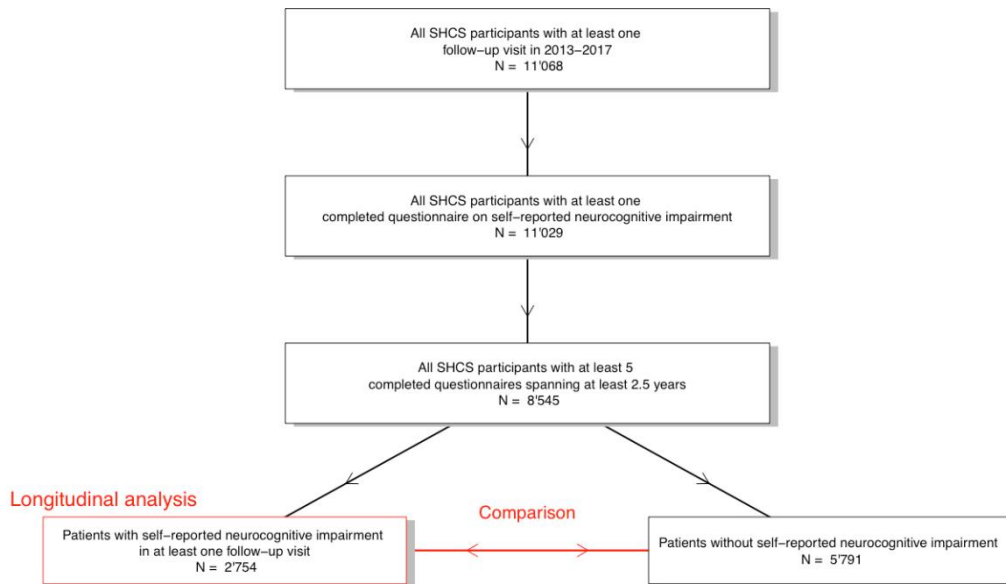 All SHCS participants with at least one
follow−up visit in 2013−2017
N = 11'068
All SHCS participants with at least one
completed questionnaire on self−reported neurocognitive impairment
N = 11'029
All SHCS participants with at least 5
completed questionnaires spanning at least 2.5 years
N = 8'545
Longitudinal analysis
Patients with self−reported neurocognitive impairment
in at least one follow−up visit
N = 2'754
Comparison
Patients without self−reported neurocognitive impairment
N = 5'791